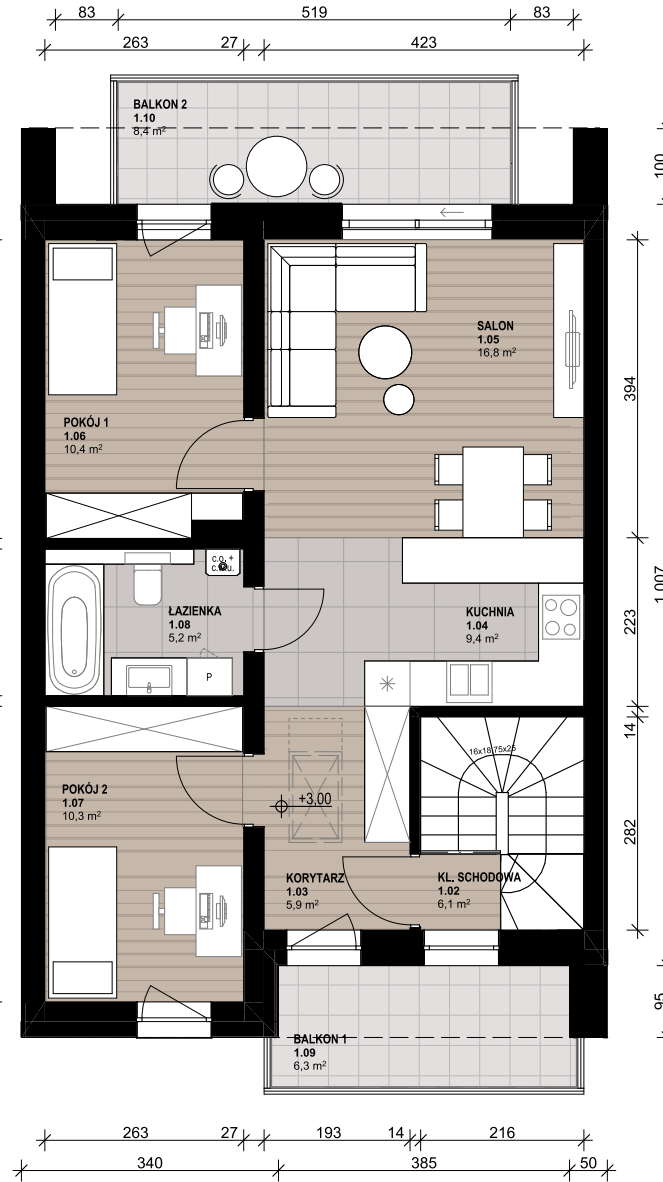 83 519 83
263 27 423
BALKON 2
1.10
8,4 m²
100
SALON
1.05
16,8 m²
394
POKÓJ 1
1.06
10,4 m²
c.o. +
c.w.u.
ŁAZIENKA
1.08
5,2 m²
KUCHNIA
1.04
9,4 m²
223
1 007
P
14
16x18,75x25
POKÓJ 2
1.07
10,3 m²
+3,00
282
KORYTARZ
1.03
5,9 m²
KL. SCHODOWA
1.02
6,1 m²
95
BALKON 1
1.09
6,3 m²
263 27 193 14 216
340 385 50